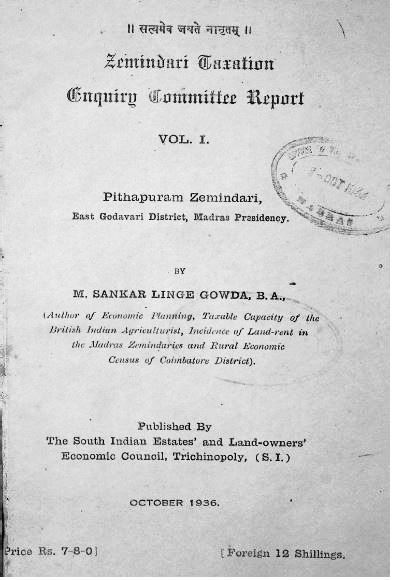 ॥ सत्यमेव जयते नानृतम् ॥
Zemindari Taxation
Enquiry Committee Report
VOL. I.
Pithapuram Zemindari,
East Godavari District, Madras Presidency.
BY
M. SANKAR LINGE GOWDA, B.A.,
(Author of Economic Planning, Taxable Capacity of the
British Indian Agriculturist, Incidence of Land-rent in
the Madras Zemindaries and Rural Economic
Census of Coimbatore District).
Published By
The South Indian Estates' and Land-owners'
Economic Council, Trichinopoly, (S.I.)
OCTOBER 1936.
Price Rs. 7-8-0]
[Foreign 12 Shillings.
OCT
MADRAS